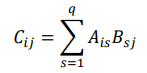 $C_{ij} = \sum_{s=1}^{q} A_{is} B_{sj}$